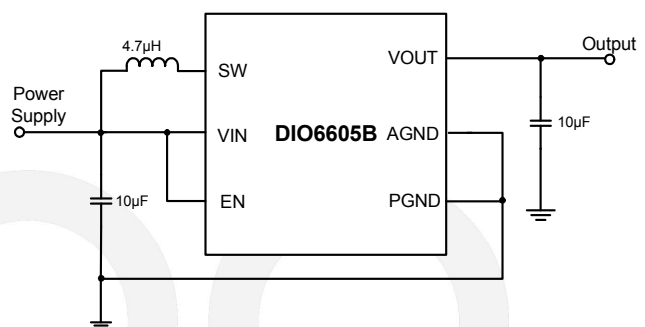 4.7µH
SW
VOUT
Output
Power
Supply
VIN
DIO6605B
AGND
10µF
10µF
EN
PGND